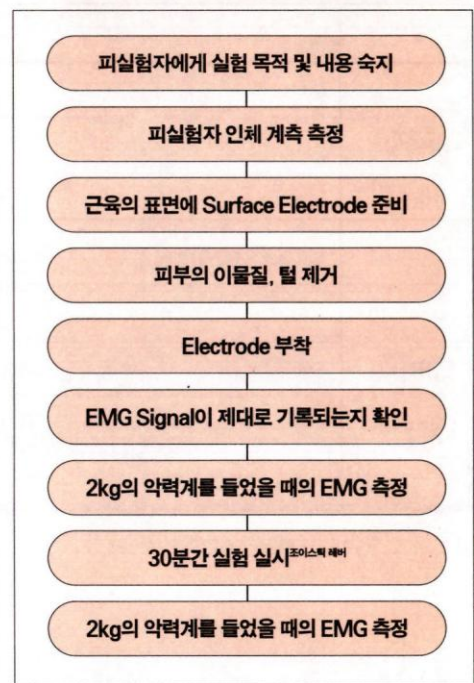 피실험자에게 실험 목적 및 내용 숙지
피실험자 인체 계측 측정
근육의 표면에 Surface Electrode 준비
피부의 이물질, 털 제거
Electrode 부착
EMG Signal이 제대로 기록되는지 확인
2kg의 악력계를 들었을 때의 EMG 측정
30분간 실험 실시조이스틱 레버
2kg의 악력계를 들었을 때의 EMG 측정